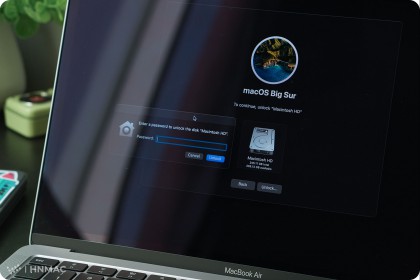 macOS Big Sur
To continue, unlock "Macintosh HD"
Enter a password to unlock the disk "Macintosh HD".
Password:
Cancel
Unlock
Macintosh HD
Back
Unlock...
MacBook Air
HNMAC